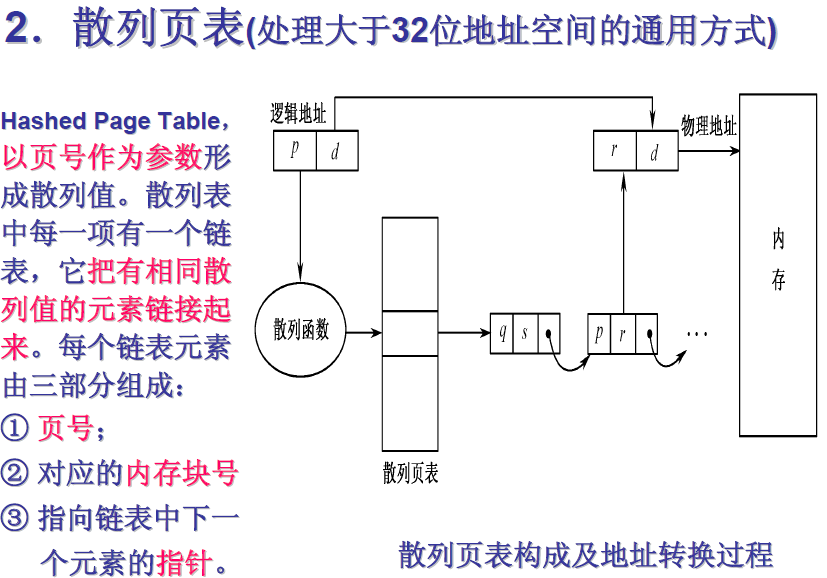 2. 散列页表(处理大于32位地址空间的通用方式)
Hashed Page Table，
以页号作为参数形
成散列值。散列表
中每一项有一个链
表，它把有相同散
列值的元素链接起
来。每个链表元素
由三部分组成：
① 页号；
② 对应的内存块号
③ 指向链表中下一
个元素的指针。
逻辑地址
p d
r d
物理地址
内
存
散列函数
q s
p r
…
散列页表
散列页表构成及地址转换过程